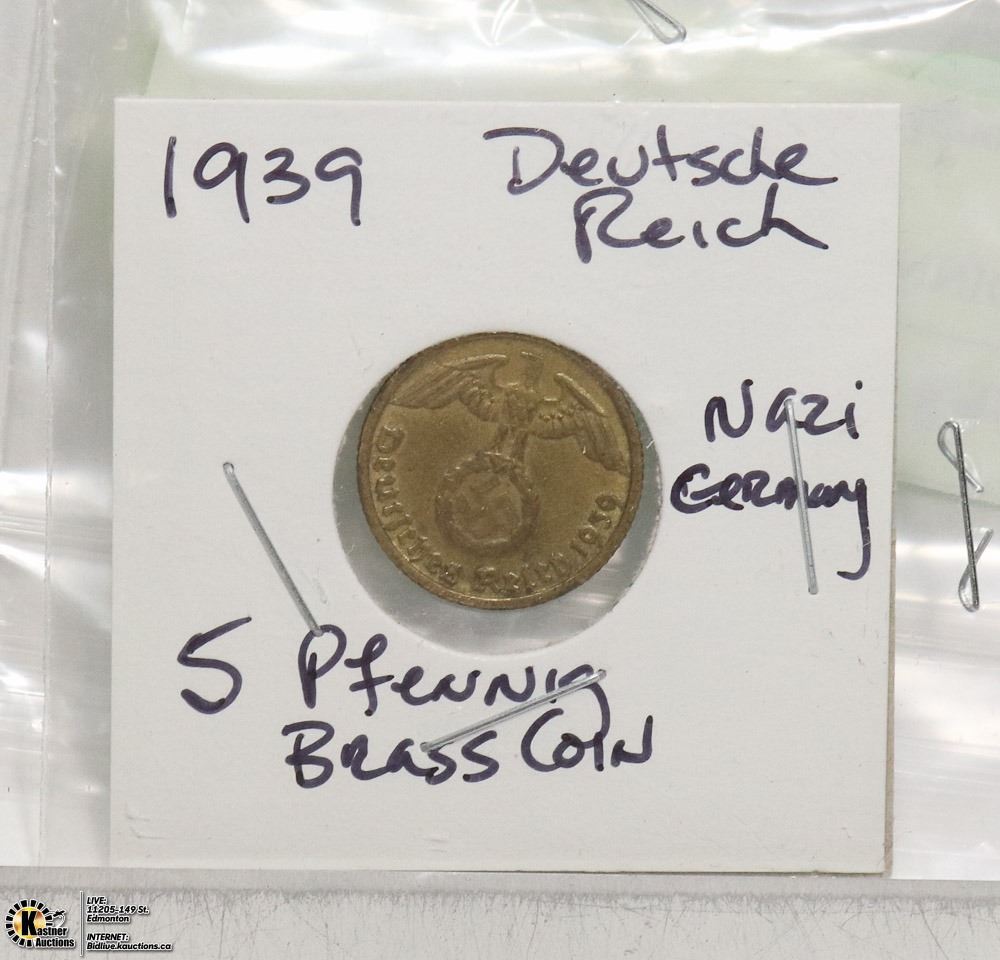 1939
Deutsche
Reich
Nazi
Germany
Deutsches Reich 1939
5 Pfennig
Brass Coin
Kastner
Auctions
LIVE:
11205-149 St.
Edmonton
INTERNET:
Bidlive.kauctions.ca